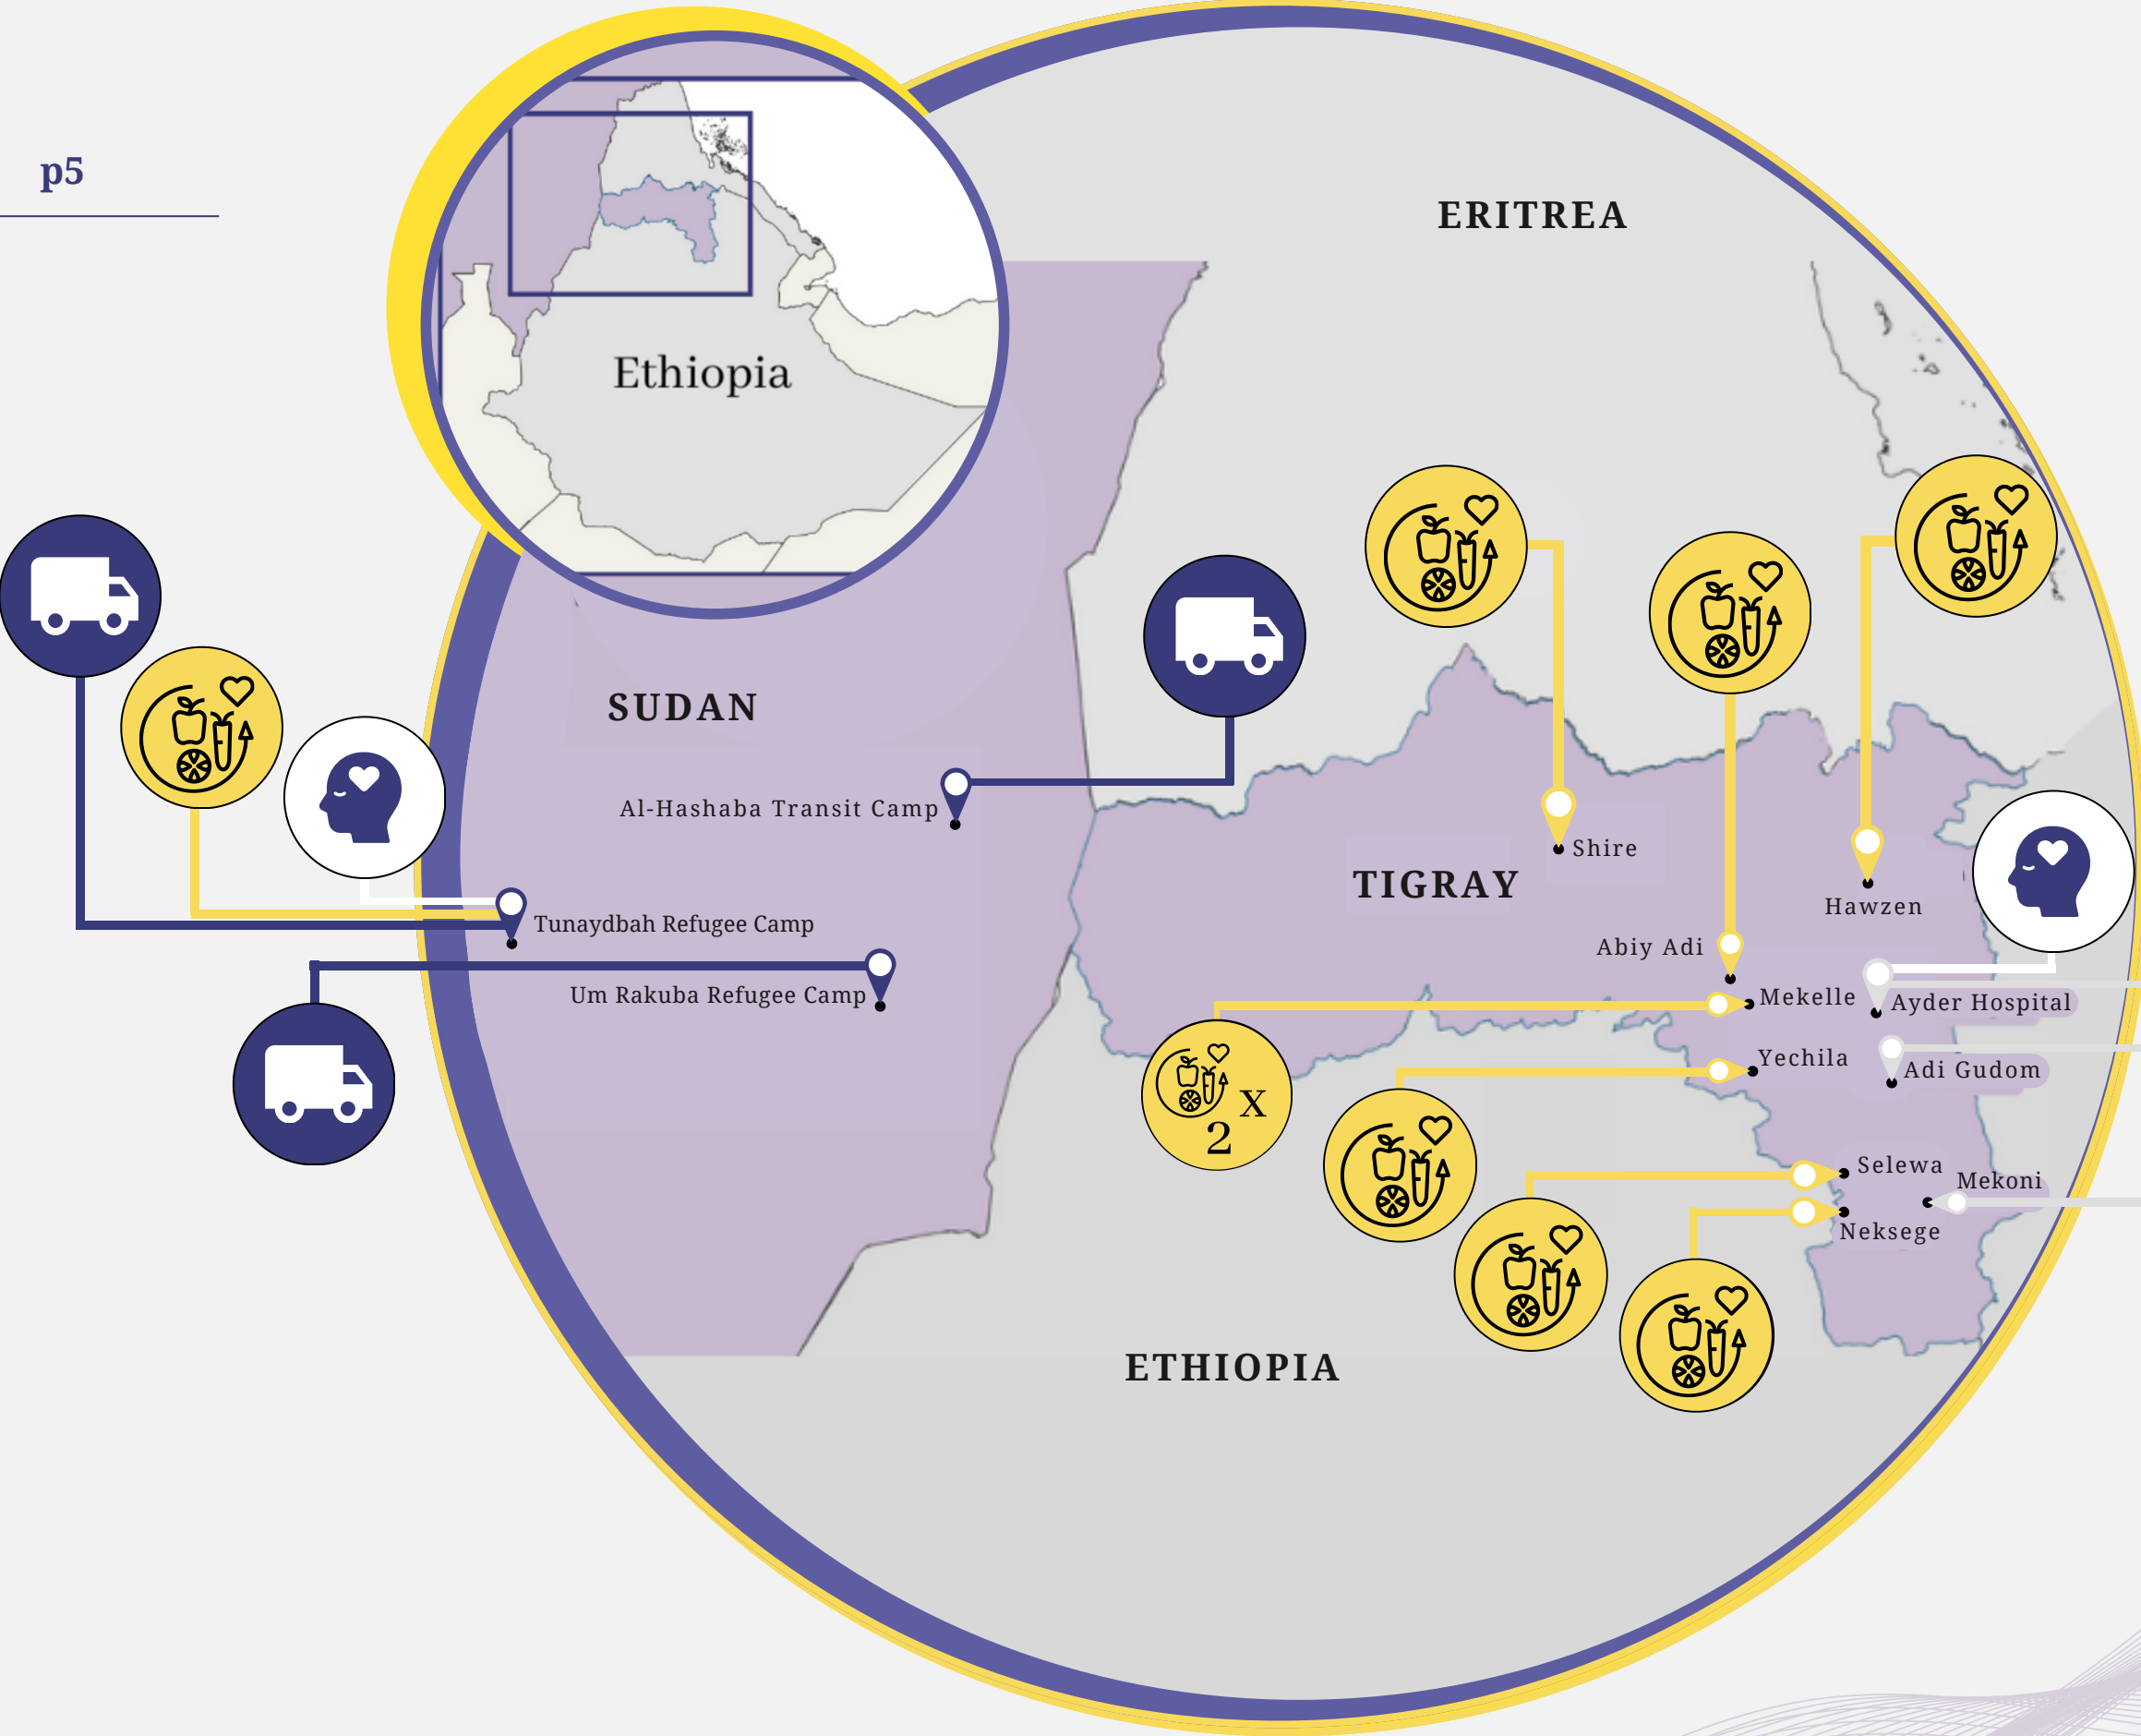 p5
ERITREA
Ethiopia
SUDAN
Al-Hashaba Transit Camp
Shire
TIGRAY
Hawzen
Tunaydbah Refugee Camp
Abiy Adi
Um Rakuba Refugee Camp
Mekelle
Ayder Hospital
Yechila
Adi Gudom
x
2
Selewa
Mekoni
Neksege
ETHIOPIA